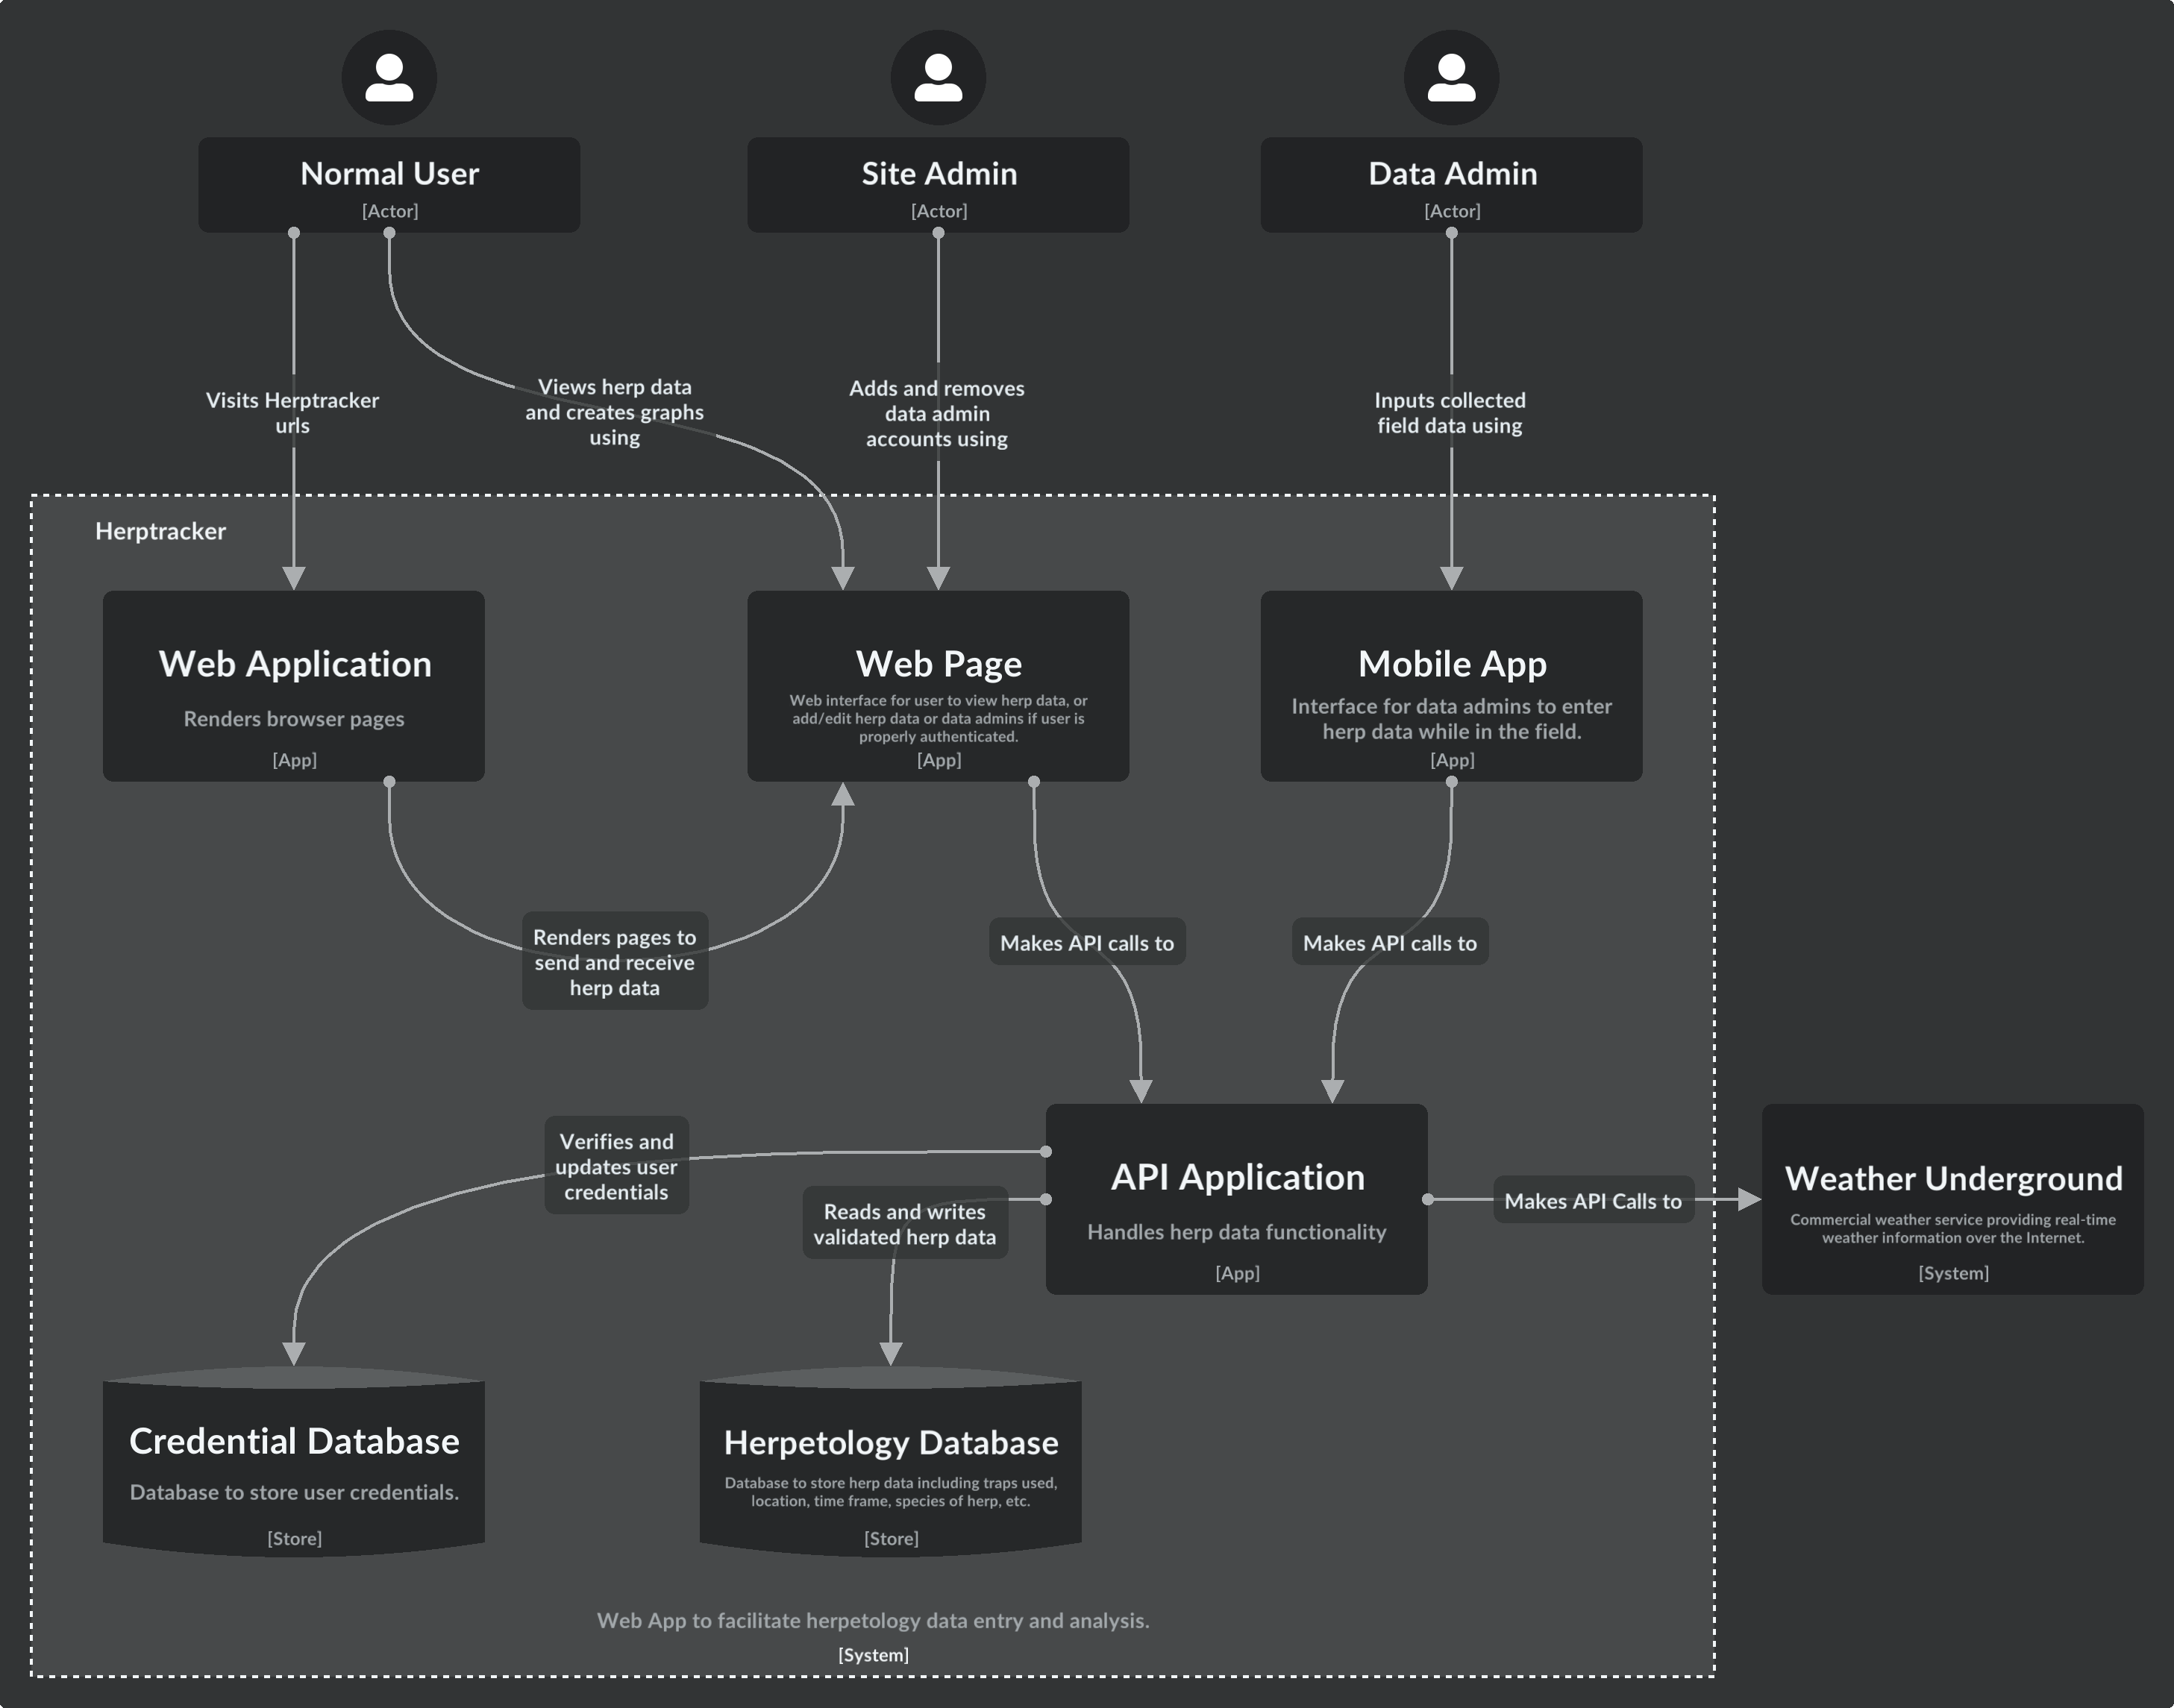 Normal User
[Actor]
Site Admin
[Actor]
Data Admin
[Actor]
Visits Herptracker
urls
Views herp data
and creates graphs
using
Adds and removes
data admin
accounts using
Inputs collected
field data using
Herptracker
Web Application
Renders browser pages
[App]
Web Page
Web interface for user to view herp data, or
add/edit herp data or data admins if user is
properly authenticated.
[App]
Mobile App
Interface for data admins to enter
herp data while in the field.
[App]
Renders pages to
send and receive
herp data
Makes API calls to
Makes API calls to
Verifies and
updates user
credentials
Reads and writes
validated herp data
API Application
Handles herp data functionality
[App]
Makes API Calls to
Weather Underground
Commercial weather service providing real-time
weather information over the Internet.
[System]
Credential Database
Database to store user credentials.
[Store]
Herpetology Database
Database to store herp data including traps used,
location, time frame, species of herp, etc.
[Store]
Web App to facilitate herpetology data entry and analysis.
[System]